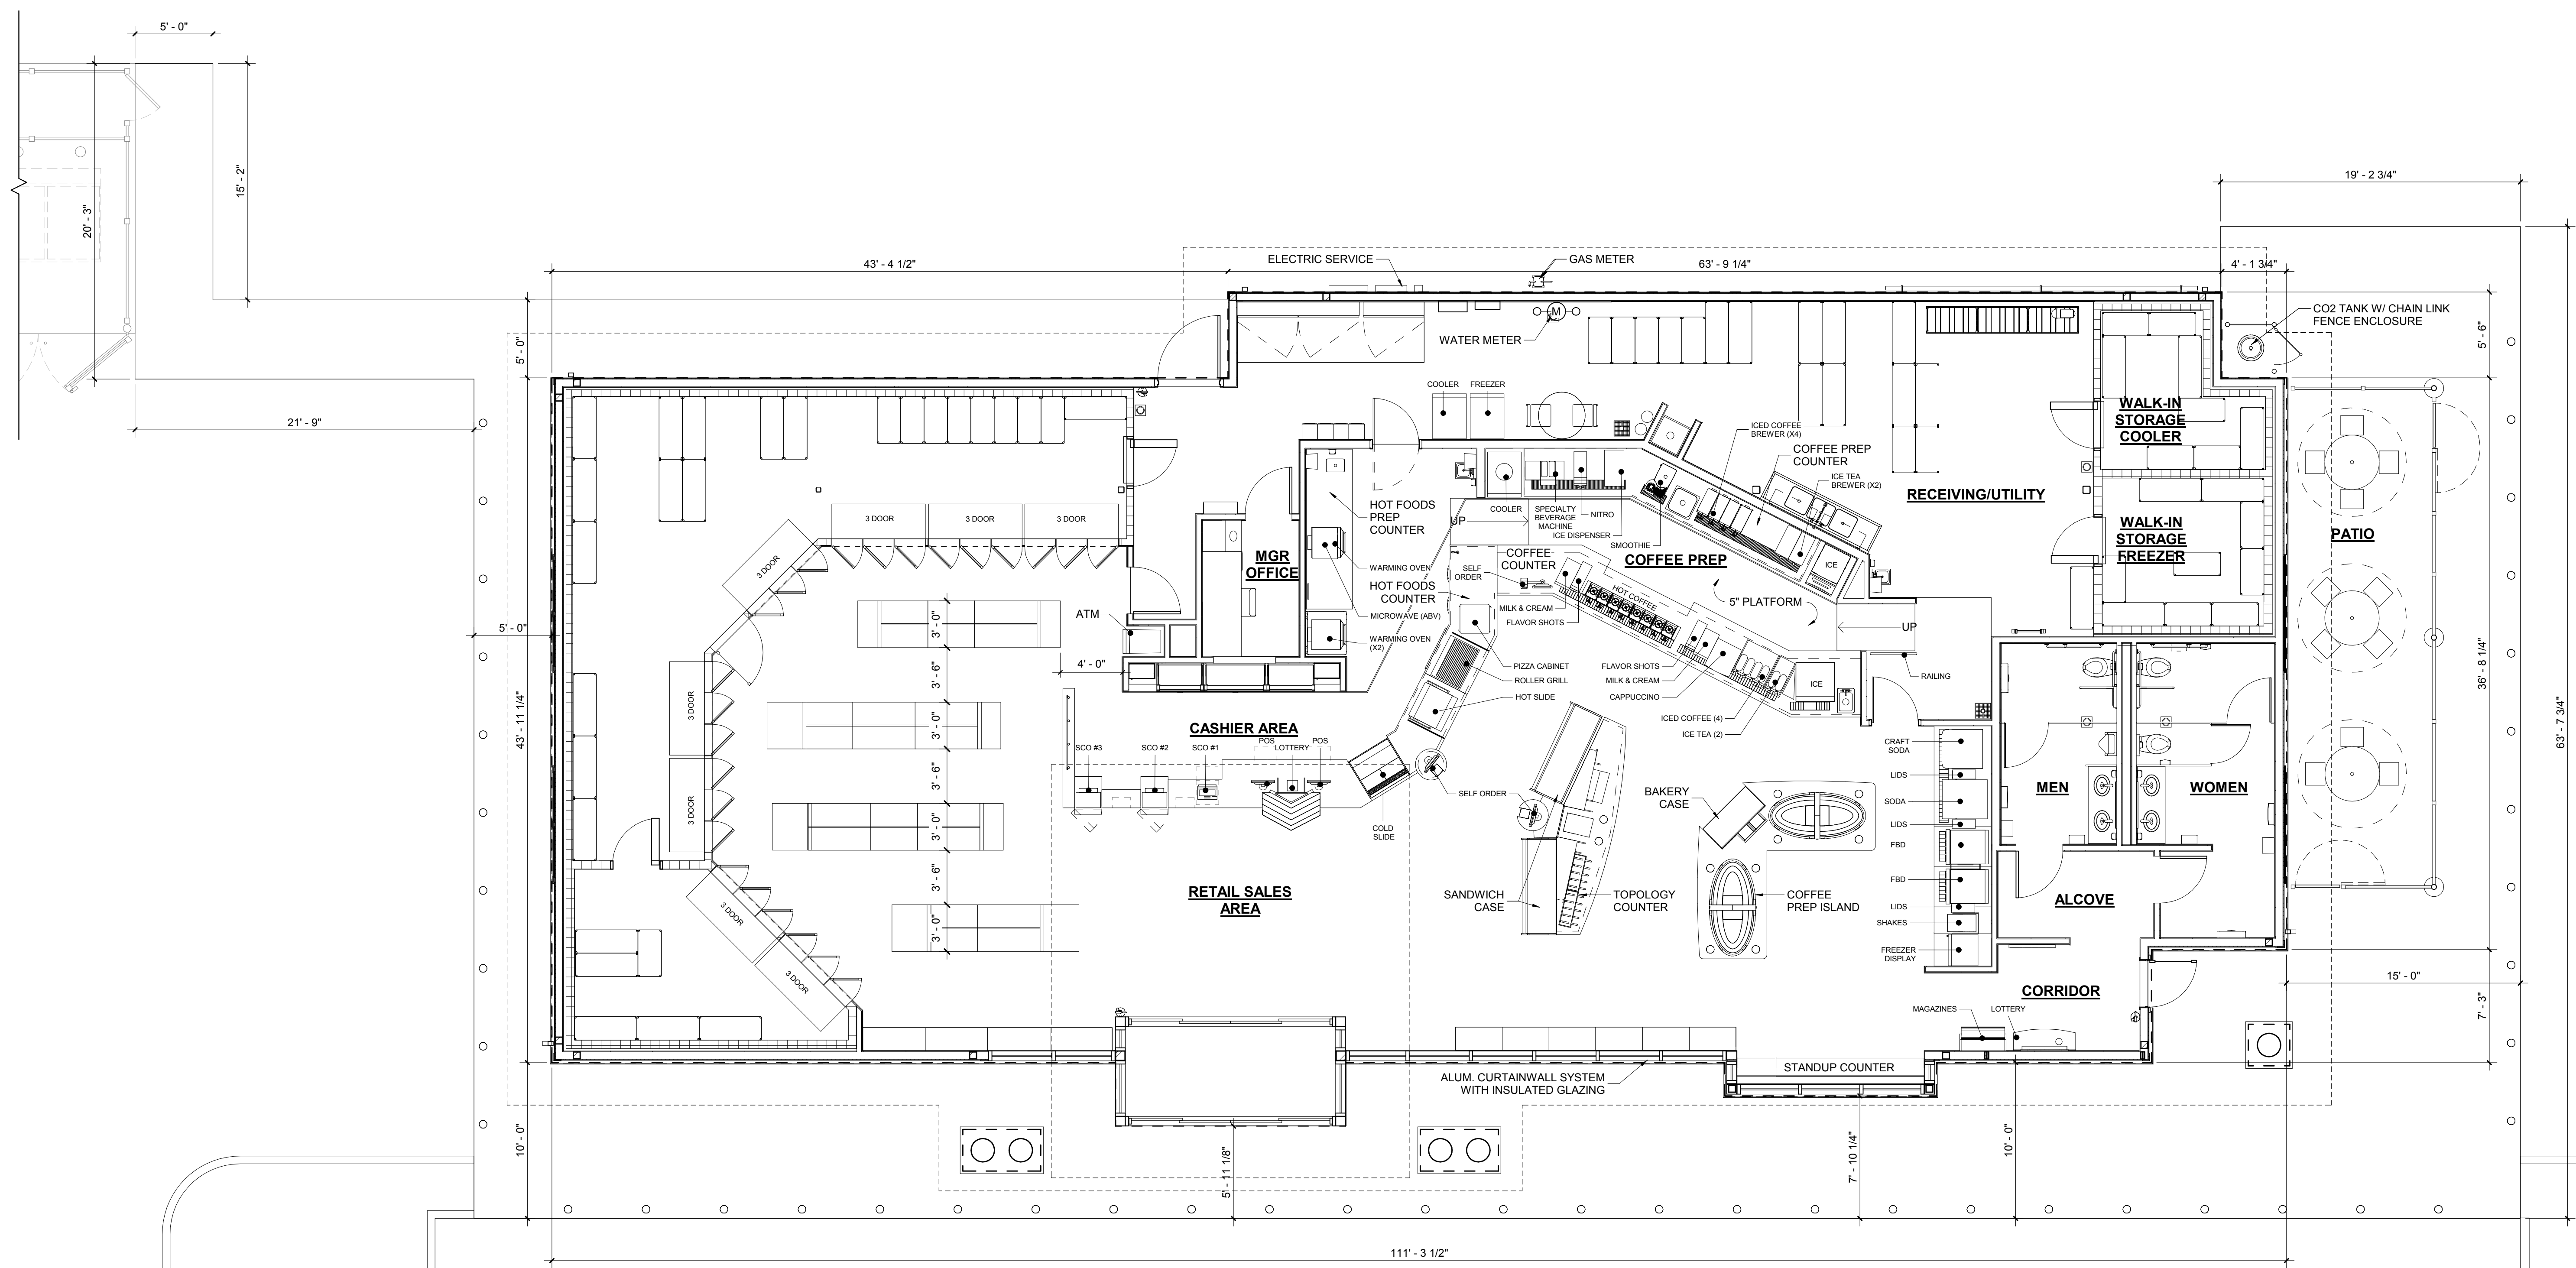 5' - 0"
15' - 2"
20' - 3"
21' - 9"
19' - 2 3/4"
43' - 4 1/2"
ELECTRIC SERVICE
GAS METER
63' - 9 1/4"
4' - 1 3/4"
CO2 TANK W/ CHAIN LINK
FENCE ENCLOSURE
5' - 6"
5' - 0"
WATER METER
M
COOLER
FREEZER
WALK-IN
STORAGE
COOLER
ICED COFFEE
BREWER (X4)
COFFEE PREP
COUNTER
ICE TEA
BREWER (X2)
RECEIVING/UTILITY
WALK-IN
STORAGE
FREEZER
PATIO
3 DOOR
3 DOOR
3 DOOR
3 DOOR
3 DOOR
3 DOOR
3 DOOR
3 DOOR
HOT FOODS
PREP
COUNTER
UP
COOLER
SPECIALTY
BEVERAGE
MACHINE
NITRO
ICE DISPENSER
SMOOTHIE
MGR
OFFICE
WARMING OVEN
HOT FOODS
COUNTER
MICROWAVE (ABV)
WARMING OVEN
(X2)
COFFEE
COUNTER
SELF
ORDER
COFFEE PREP
ICE
HOT COFFEE
MILK & CREAM
FLAVOR SHOTS
5" PLATFORM
UP
ATM
5' - 0"
4' - 0"
3' - 0"
3' - 6"
3' - 0"
3' - 6"
3' - 0"
3' - 6"
3' - 0"
43' - 11 1/4"
PIZZA CABINET
ROLLER GRILL
HOT SLIDE
FLAVOR SHOTS
MILK & CREAM
CAPPUCCINO
ICED COFFEE (4)
ICE TEA (2)
ICE
RAILING
36' - 8 1/4"
63' - 7 3/4"
CASHIER AREA
SCO #3
SCO #2
SCO #1
POS
LOTTERY
POS
COLD
SLIDE
SELF ORDER
BAKERY
CASE
CRAFT
SODA
LIDS
SODA
LIDS
FBD
FBD
LIDS
SHAKES
FREEZER
DISPLAY
MEN
WOMEN
RETAIL SALES
AREA
SANDWICH
CASE
TOPOLOGY
COUNTER
COFFEE
PREP ISLAND
ALCOVE
CORRIDOR
15' - 0"
7' - 3"
MAGAZINES
LOTTERY
STANDUP COUNTER
ALUM. CURTAINWALL SYSTEM
WITH INSULATED GLAZING
10' - 0"
5' - 11 1/8"
7' - 10 1/4"
10' - 0"
111' - 3 1/2"